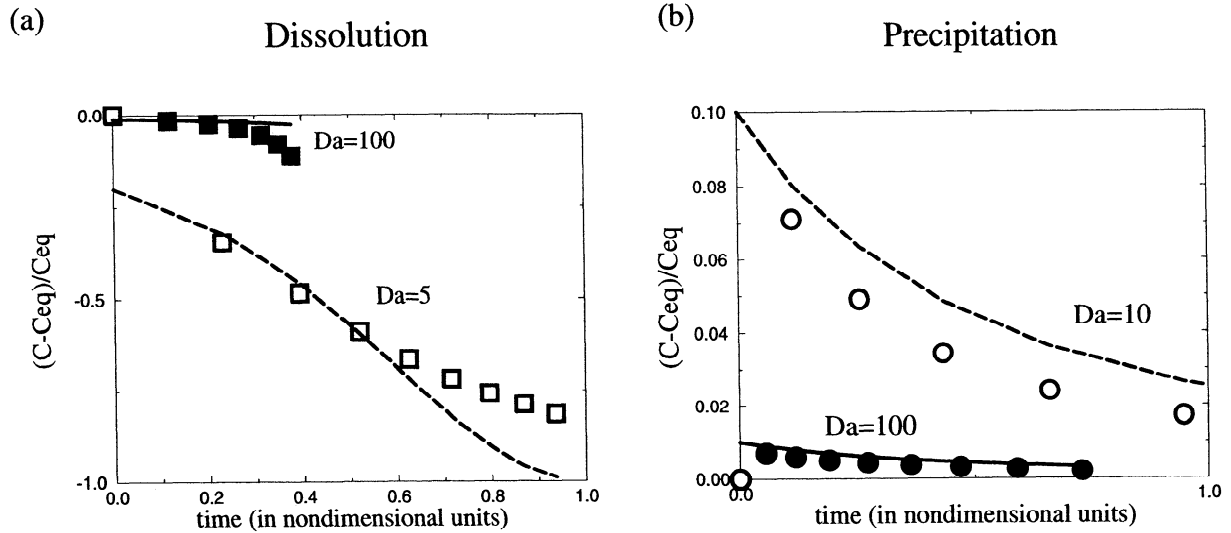 (a)
Dissolution
(C-Ceq)/Ceq
0.0
-0.5
-1.0
Da=100
Da=5
0.0 0.2 0.4 0.6 0.8 1.0
time (in nondimensional units)
(b)
Precipitation
(C-Ceq)/Ceq
0.10
0.08
0.06
0.04
0.02
0.00
Da=10
Da=100
0.0 1.0
time (in nondimensional units)